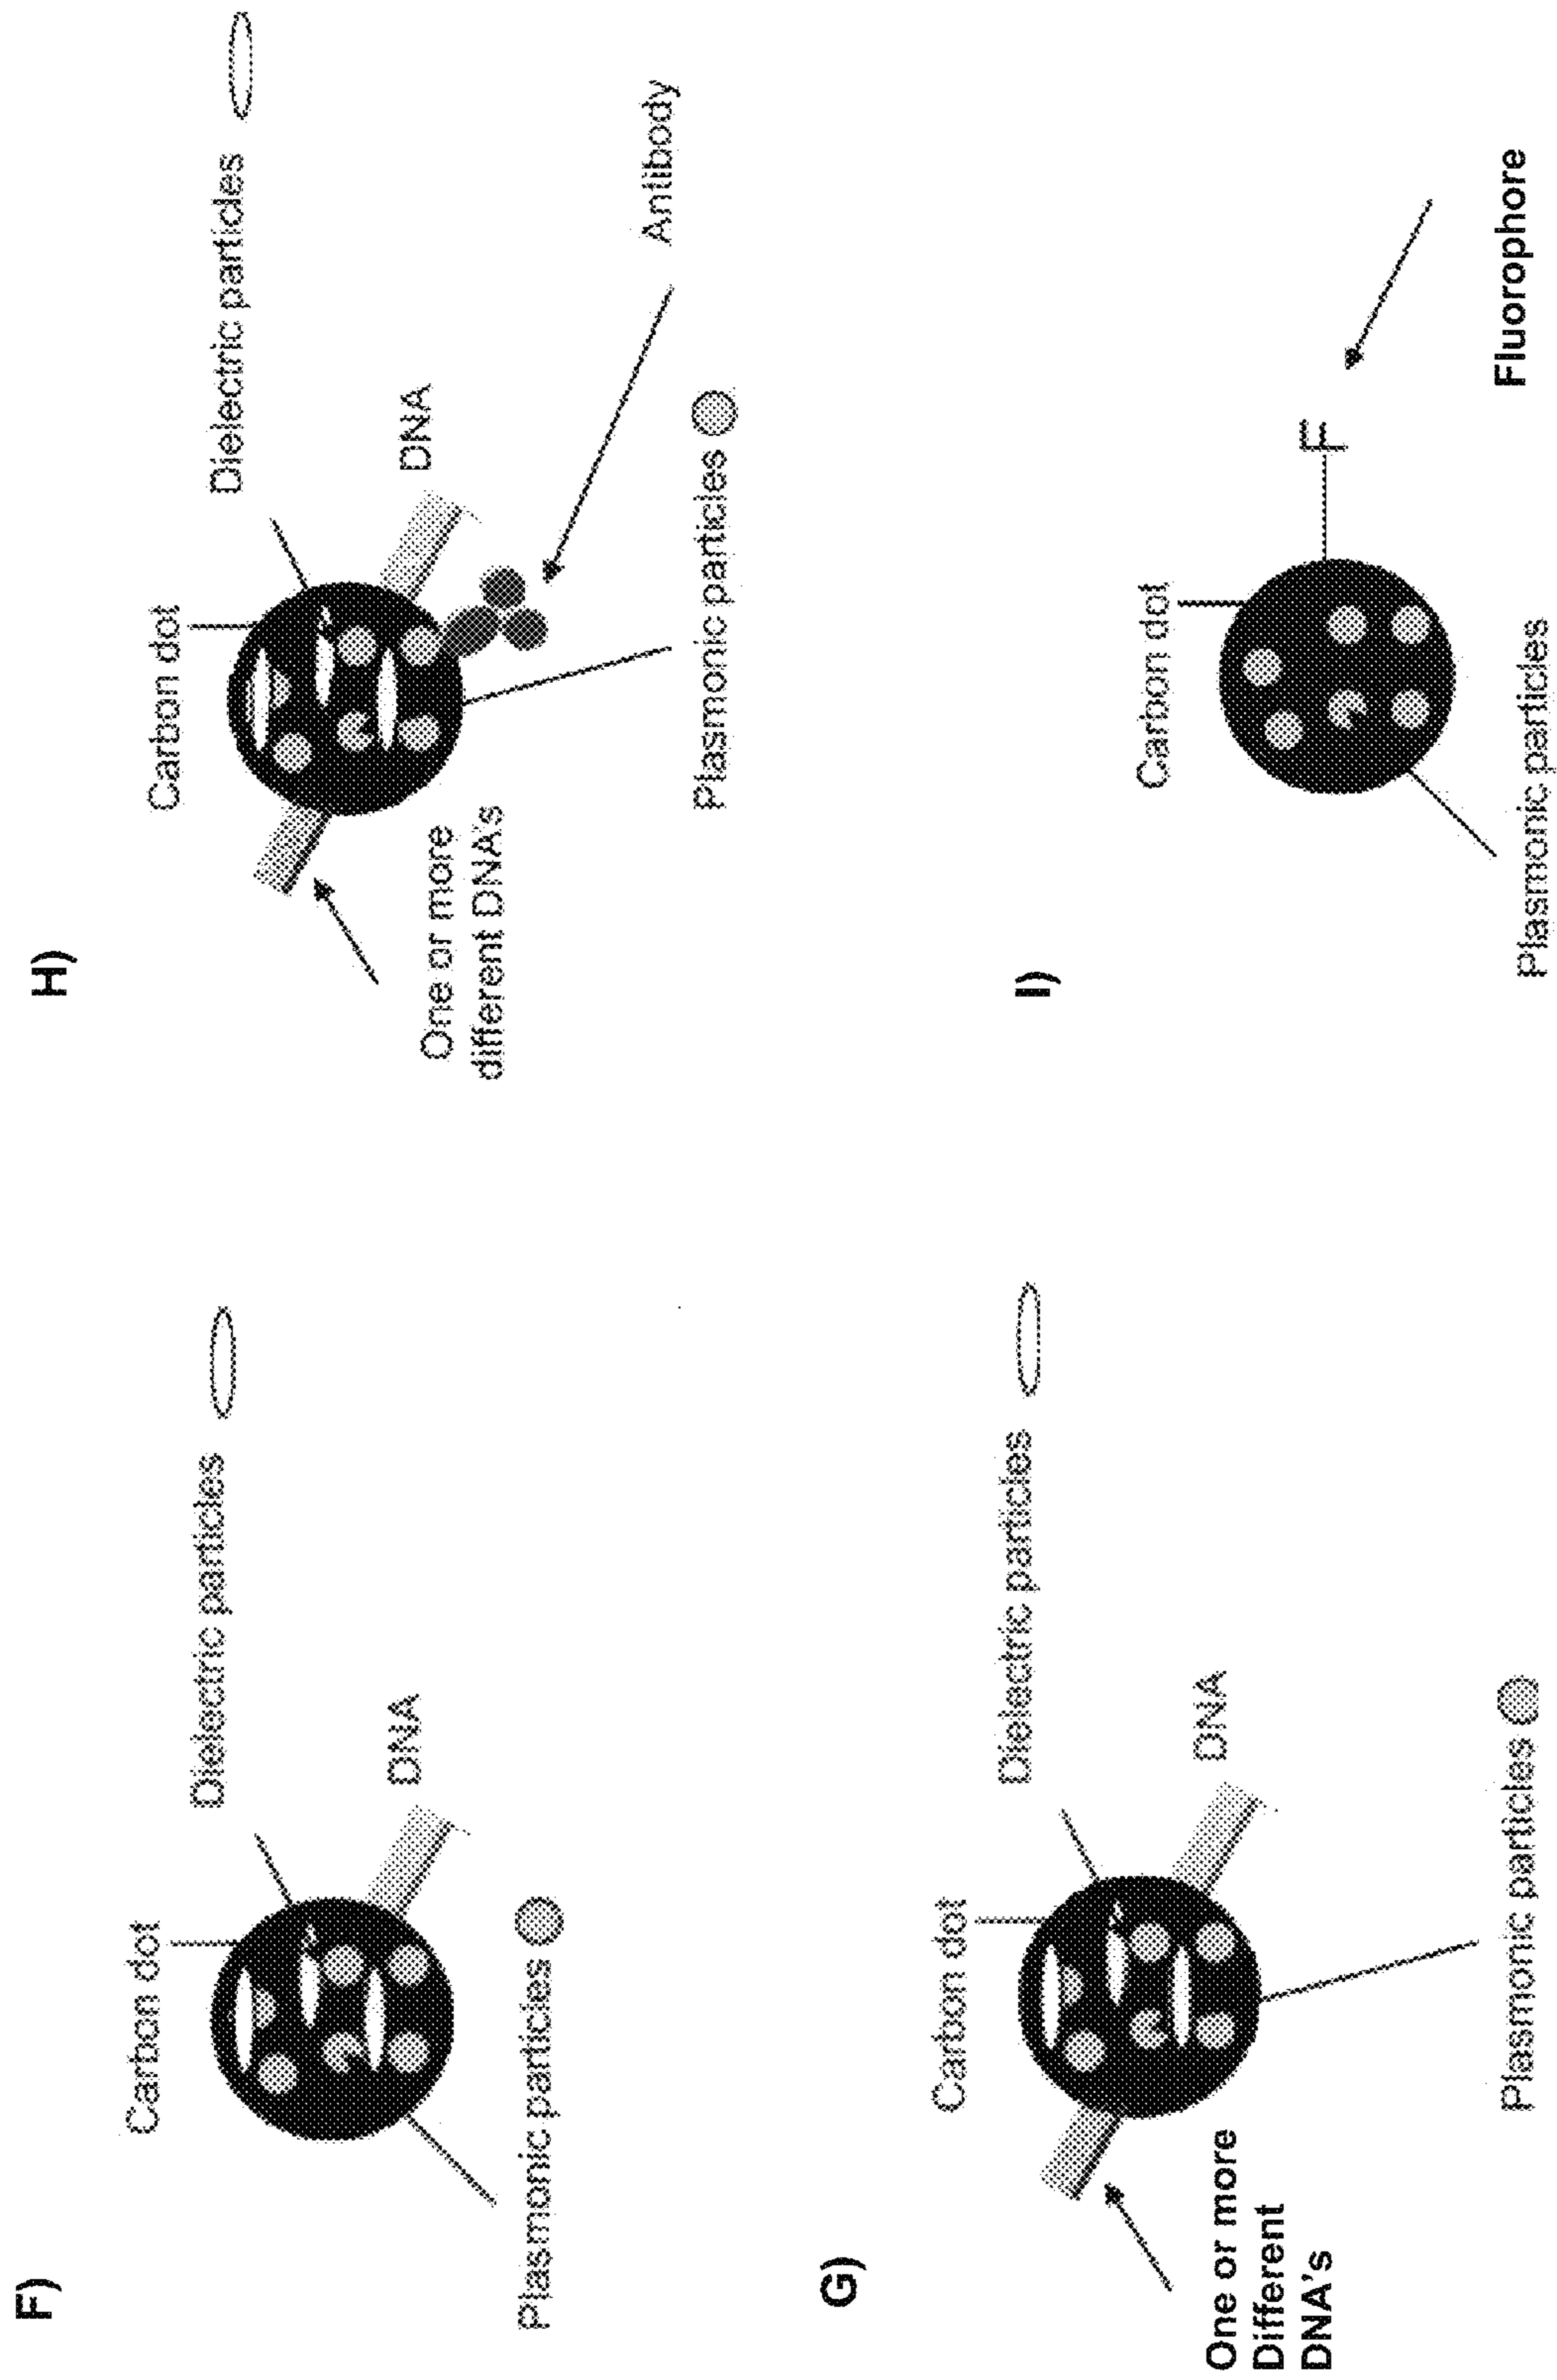 F)
Carbon dot
Dielectric particles
DNA
Plasmonic particles
G)
Carbon dot
Dielectric particles
DNA
One or more
Different
DNA's
Plasmonic particles
H)
Carbon dot
Dielectric particles
DNA
One or more
different DNA's
Antibody
Plasmonic particles
I)
Carbon dot
F
Fluorophore
Plasmonic particles